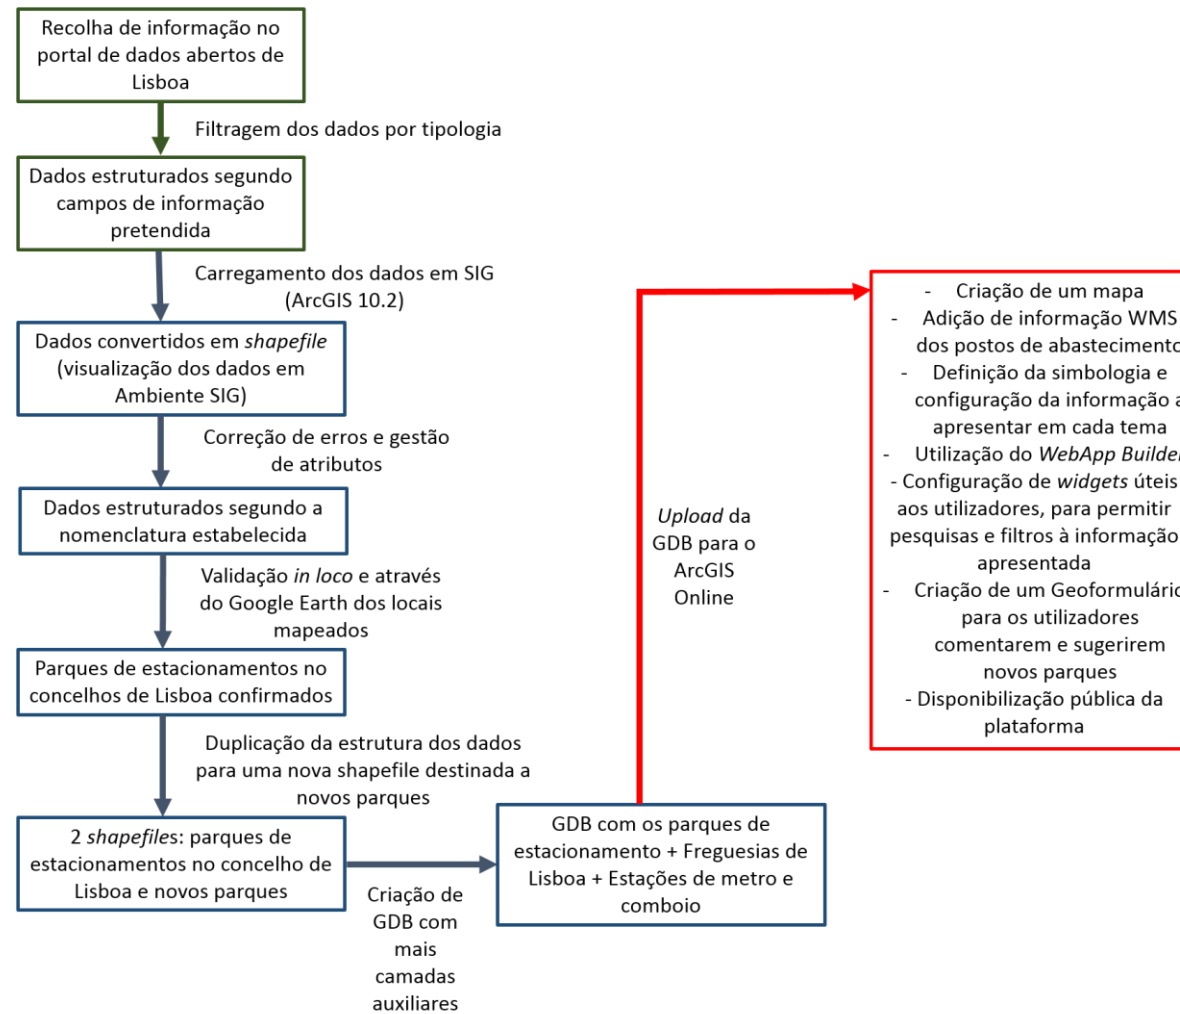 Recolha de informação no
portal de dados abertos de
Lisboa
Filtragem dos dados por tipologia
Dados estruturados segundo
campos de informação
pretendida
Carregamento dos dados em SIG
(ArcGIS 10.2)
Dados convertidos em shapefile
(visualização dos dados em
Ambiente SIG)
Correção de erros e gestão
de atributos
Dados estruturados segundo a
nomenclatura estabelecida
Validação in loco e através
do Google Earth dos locais
mapeados
Parques de estacionamentos no
concelhos de Lisboa confirmados
Duplicação da estrutura dos dados
para uma nova shapefile destinada a
novos parques
2 shapefiles: parques de
estacionamentos no concelho de
Lisboa e novos parques
Criação de
GDB com
mais
camadas
auxiliares
GDB com os parques de
estacionamento + Freguesias de
Lisboa + Estações de metro e
comboio
Upload da
GDB para o
ArcGIS
Online
- Criação de um mapa
- Adição de informação WMS
dos postos de abastecimento
- Definição da simbologia e
configuração da informação a
apresentar em cada tema
- Utilização do WebApp Builder
- Configuração de widgets úteis
aos utilizadores, para permitir
pesquisas e filtros à informação
apresentada
- Criação de um Geoformulário
para os utilizadores
comentarem e sugerirem
novos parques
- Disponibilização pública da
plataforma